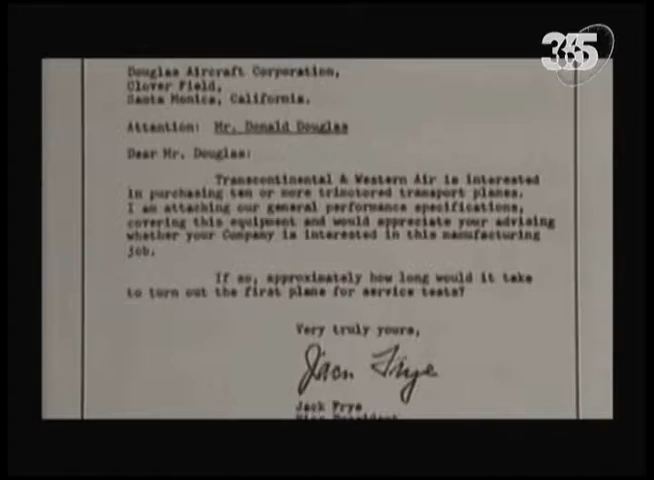 365
Douglas Aircraft Corporation,
Clover Field,
Santa Monica, California.
Attention: Mr. Donald Douglas
Dear Mr. Douglas:
Transcontinental & Western Air is interested
in purchasing ten or more trimotored transport planes.
I am attaching our general performance specifications,
covering this equipment and would appreciate your advising
whether your Company is interested in this manufacturing
job.
If so, approximately how long would it take
to turn out the first plane for service tests?
Very truly yours,
Jack Frye
Jack Frye
Vice President